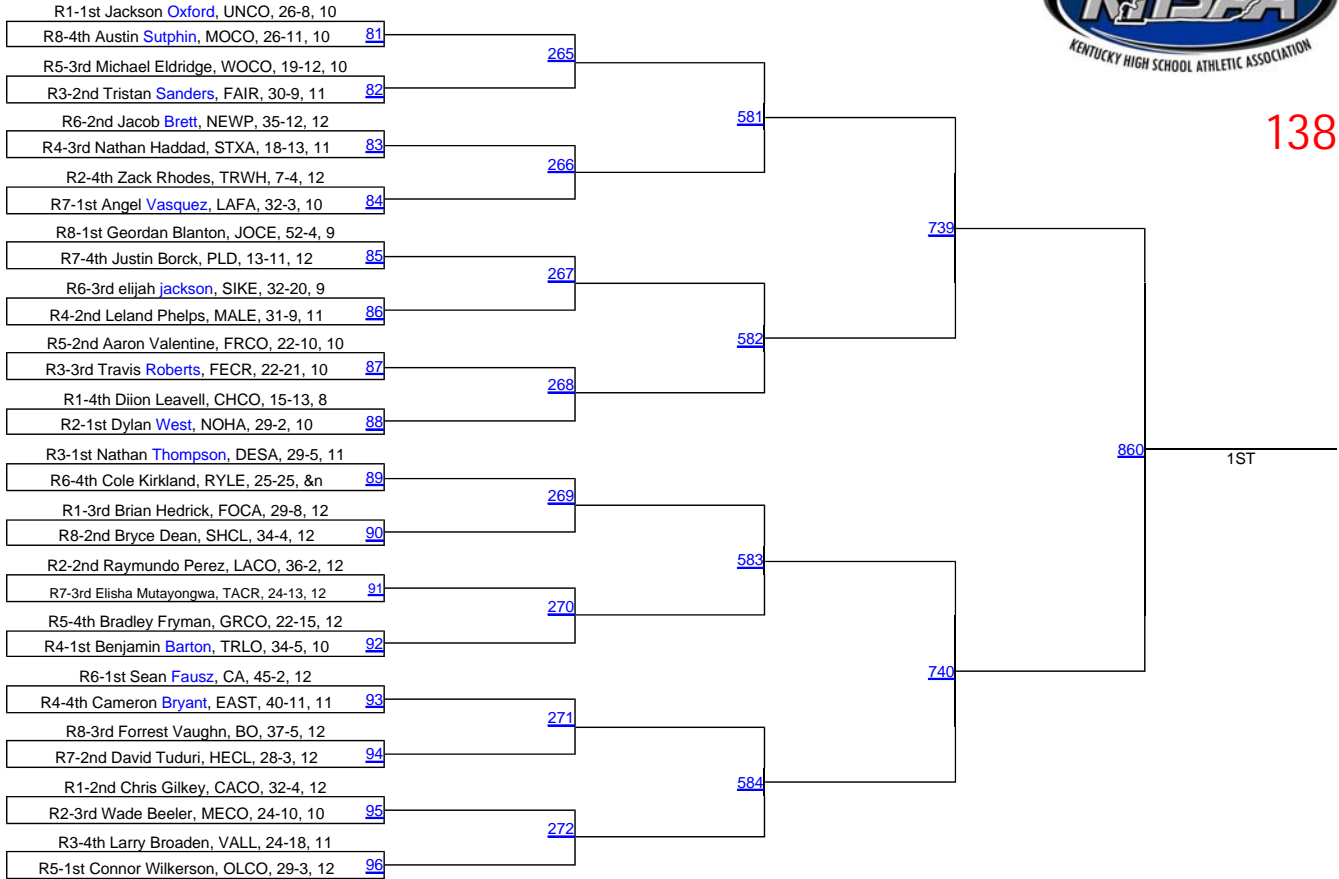 KHSAA
KENTUCKY HIGH SCHOOL ATHLETIC ASSOCIATION
138
R1-1st Jackson Oxford, UNCO, 26-8, 10
R8-4th Austin Sutphin, MOCO, 26-11, 10
81
265
R5-3rd Michael Eldridge, WOCO, 19-12, 10
R3-2nd Tristan Sanders, FAIR, 30-9, 11
82
581
R6-2nd Jacob Brett, NEWP, 35-12, 12
R4-3rd Nathan Haddad, STXA, 18-13, 11
83
266
R2-4th Zack Rhodes, TRWH, 7-4, 12
R7-1st Angel Vasquez, LAFA, 32-3, 10
84
739
R8-1st Geordan Blanton, JOCE, 52-4, 9
R7-4th Justin Borck, PLD, 13-11, 12
85
267
R6-3rd elijah jackson, SIKE, 32-20, 9
R4-2nd Leland Phelps, MALE, 31-9, 11
86
582
R5-2nd Aaron Valentine, FRCO, 22-10, 10
R3-3rd Travis Roberts, FECR, 22-21, 10
87
268
R1-4th Diion Leavell, CHCO, 15-13, 8
R2-1st Dylan West, NOHA, 29-2, 10
88
860
1ST
R3-1st Nathan Thompson, DESA, 29-5, 11
R6-4th Cole Kirkland, RYLE, 25-25, &n
89
269
R1-3rd Brian Hedrick, FOCA, 29-8, 12
R8-2nd Bryce Dean, SHCL, 34-4, 12
90
583
R2-2nd Raymundo Perez, LACO, 36-2, 12
R7-3rd Elisha Mutayongwa, TACR, 24-13, 12
91
270
R5-4th Bradley Fryman, GRCO, 22-15, 12
R4-1st Benjamin Barton, TRLO, 34-5, 10
92
740
R6-1st Sean Fausz, CA, 45-2, 12
R4-4th Cameron Bryant, EAST, 40-11, 11
93
271
R8-3rd Forrest Vaughn, BO, 37-5, 12
R7-2nd David Tuduri, HECL, 28-3, 12
94
584
R1-2nd Chris Gilkey, CACO, 32-4, 12
R2-3rd Wade Beeler, MECO, 24-10, 10
95
272
R3-4th Larry Broaden, VALL, 24-18, 11
R5-1st Connor Wilkerson, OLCO, 29-3, 12
96